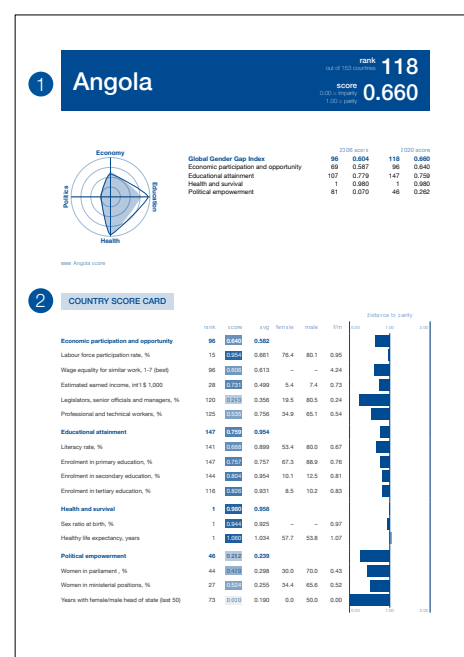 1
Angola
rank
out of 153 countries
118
score
0.00 = imparity
1.00 = parity
0.660
Economy
Politics
Education
Health
Angola score
2006 score 2020 score
Global Gender Gap Index 96 0.604 118 0.660
Economic participation and opportunity 69 0.587 96 0.640
Educational attainment 107 0.779 147 0.759
Health and survival 1 0.980 1 0.980
Political empowerment 81 0.070 46 0.262
2
COUNTRY SCORE CARD
Distance to parity
rank score avg female male f/m 0.00 1.00 2.00
Economic participation and opportunity 96 0.640 0.582
Labour force participation rate, % 15 0.954 0.661 76.4 80.1 0.95
Wage equality for similar work, 1-7 (best) 96 0.606 0.613 – – 4.24
Estimated earned income, int'l $ 1,000 28 0.731 0.499 5.4 7.4 0.73
Legislators, senior officials and managers, % 120 0.243 0.356 19.5 80.5 0.24
Professional and technical workers, % 125 0.535 0.756 34.9 65.1 0.54
Educational attainment 147 0.759 0.954
Literacy rate, % 141 0.668 0.899 53.4 80.0 0.67
Enrolment in primary education, % 147 0.757 0.757 67.3 88.9 0.76
Enrolment in secondary education, % 144 0.804 0.954 10.1 12.5 0.81
Enrolment in tertiary education, % 116 0.826 0.931 8.5 10.2 0.83
Health and survival 1 0.980 0.958
Sex ratio at birth, % 1 0.944 0.925 – – 0.97
Healthy life expectancy, years 1 1.060 1.034 57.7 53.8 1.07
Political empowerment 46 0.239
Women in parliament , % 44 0.429 0.298 30.0 70.0 0.43
Women in ministerial positions, % 27 0.524 0.255 34.4 65.6 0.52
Years with female/male head of state (last 50) 73 0.000 0.190 0.0 50.0 0.00
0.00 1.00 2.00